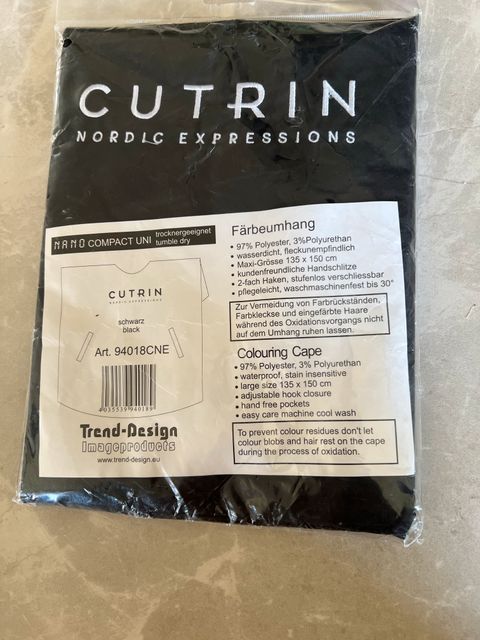 CUTRIN
NORDIC EXPRESSIONS
NANO COMPACT UNI trocknergeeignet
tumble dry
CUTRIN
NORDIC EXPRESSIONS
schwarz
black
Art. 94018CNE
4 035539 940189
Trend-Design
Imageproducts
www.trend-design.eu
Färbeumhang
• 97% Polyester, 3%Polyurethan
• wasserdicht, fleckunempfindlich
• Maxi-Grösse 135 x 150 cm
• kundenfreundliche Handschlitze
• 2-fach Haken, stufenlos verschliessbar
• pflegeleicht, waschmaschinenfest bis 30°
Zur Vermeidung von Farbrückständen,
Farbkleckse und eingefärbte Haare
während des Oxidationsvorgangs nicht
auf dem Umhang ruhen lassen.
Colouring Cape
• 97% Polyester, 3% Polyurethan
• waterproof, stain insensitive
• large size 135 x 150 cm
• adjustable hook closure
• hand free pockets
• easy care machine cool wash
To prevent colour residues don't let
colour blobs and hair rest on the cape
during the process of oxidation.